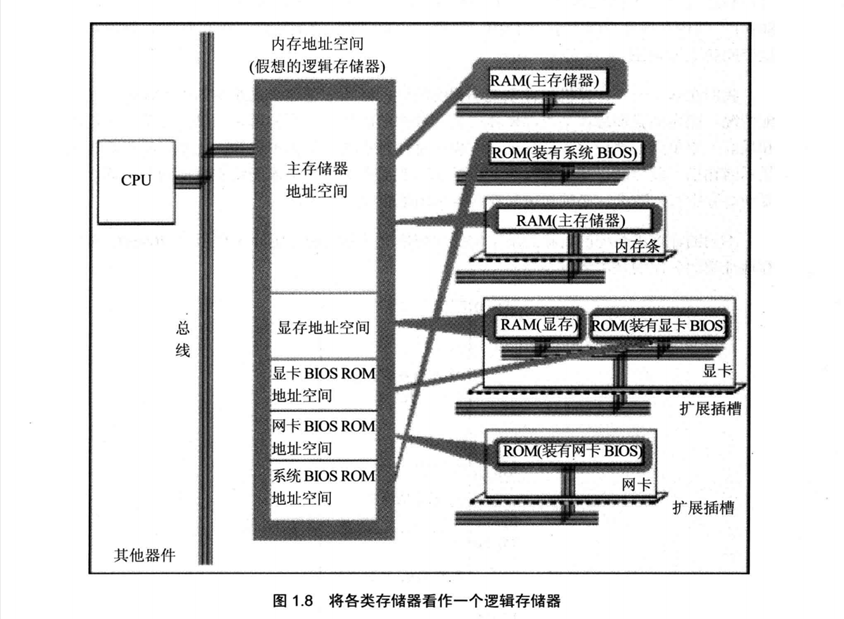 内存地址空间
(假想的逻辑存储器)
CPU
总
线
其他器件
主存储器
地址空间
显存地址空间
显卡 BIOS ROM
地址空间
网卡 BIOS ROM
地址空间
系统 BIOS ROM
地址空间
RAM(主存储器)
ROM(装有系统 BIOS)
RAM(主存储器)
内存条
RAM(显存)
ROM(装有显卡 BIOS)
显卡
扩展插槽
ROM(装有网卡 BIOS)
网卡
扩展插槽
图 1.8 将各类存储器看作一个逻辑存储器